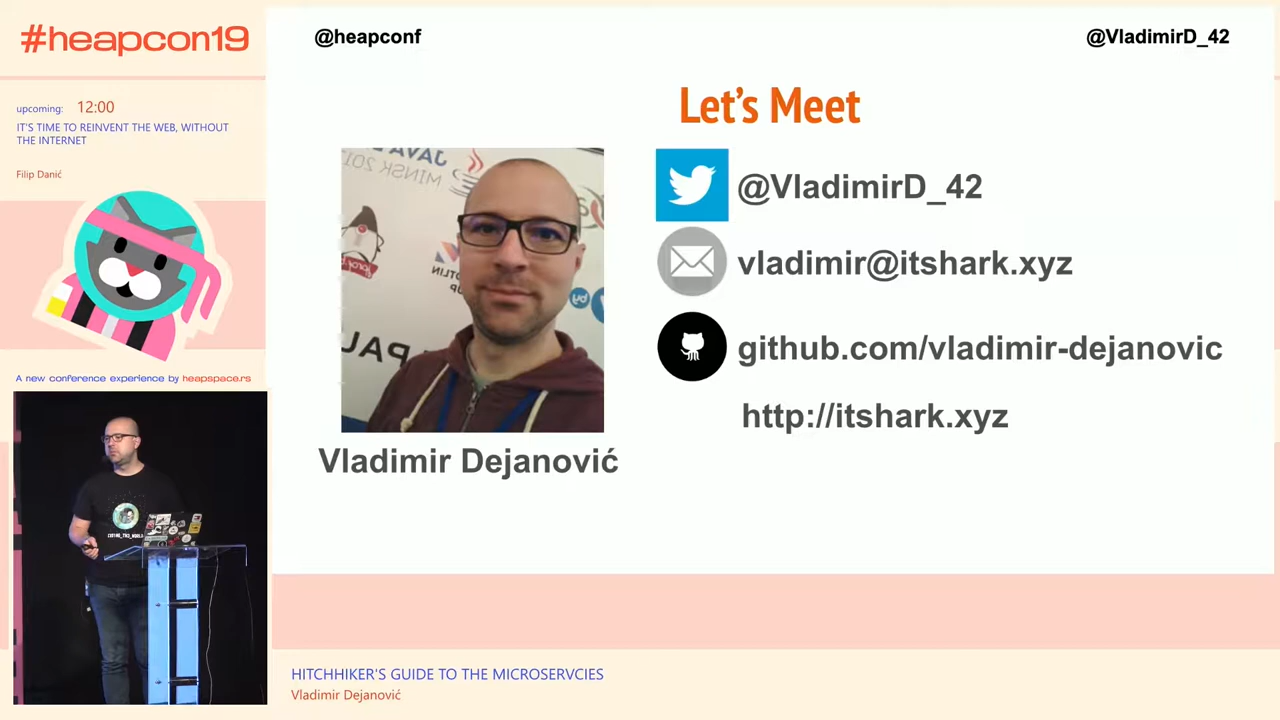 #heapcon19
upcoming: 12:00
IT'S TIME TO REINVENT THE WEB, WITHOUT
THE INTERNET
Filip Danić
A new conference experience by heapspace.rs
@heapconf
@VladimirD_42
Let's Meet
@VladimirD_42
vladimir@itshark.xyz
github.com/vladimir-dejanovic
http://itshark.xyz
Vladimir Dejanović
HITCHHIKER'S GUIDE TO THE MICROSERVCIES
Vladimir Dejanović